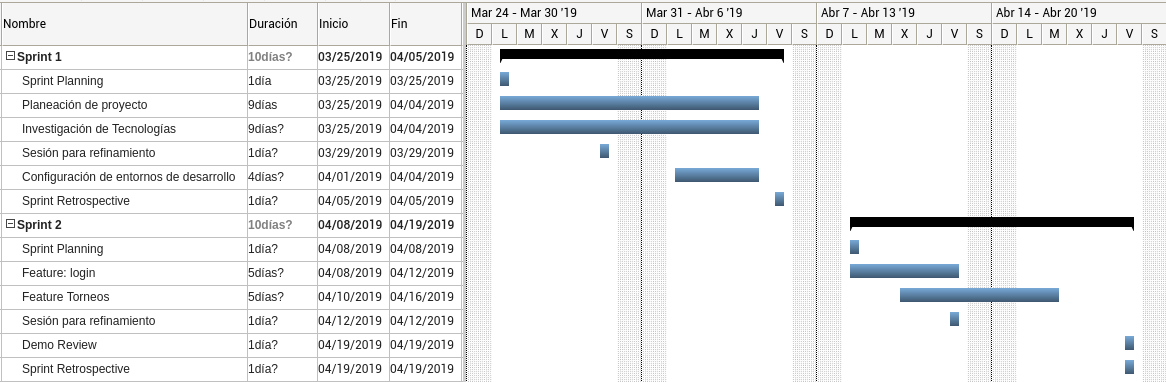 Nombre Duración Inicio Fin Mar 24 - Mar 30 '19 Mar 31 - Abr 6 '19 Abr 7 - Abr 13 '19 Abr 14 - Abr 20 '19
D L M X J V S D L M X J V S D L M X J V S D L M X J V S
Sprint 1 10días? 03/25/2019 04/05/2019
Sprint Planning 1día 03/25/2019 03/25/2019
Planeación de proyecto 9días 03/25/2019 04/04/2019
Investigación de Tecnologías 9días? 03/25/2019 04/04/2019
Sesión para refinamiento 1día? 03/29/2019 03/29/2019
Configuración de entornos de desarrollo 4días? 04/01/2019 04/04/2019
Sprint Retrospective 1día? 04/05/2019 04/05/2019
Sprint 2 10días? 04/08/2019 04/19/2019
Sprint Planning 1día? 04/08/2019 04/08/2019
Feature: login 5días? 04/08/2019 04/12/2019
Feature Torneos 5días? 04/10/2019 04/16/2019
Sesión para refinamiento 1día? 04/12/2019 04/12/2019
Demo Review 1día? 04/19/2019 04/19/2019
Sprint Retrospective 1día? 04/19/2019 04/19/2019